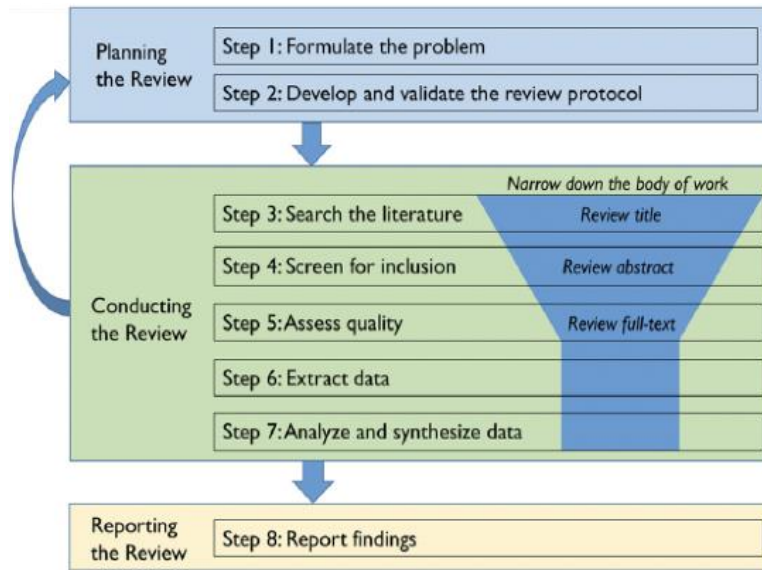 Planning
the Review
Step 1: Formulate the problem
Step 2: Develop and validate the review protocol
Conducting
the Review
Narrow down the body of work
Step 3: Search the literature
Review title
Step 4: Screen for inclusion
Review abstract
Step 5: Assess quality
Review full-text
Step 6: Extract data
Step 7: Analyze and synthesize data
Reporting
the Review
Step 8: Report findings